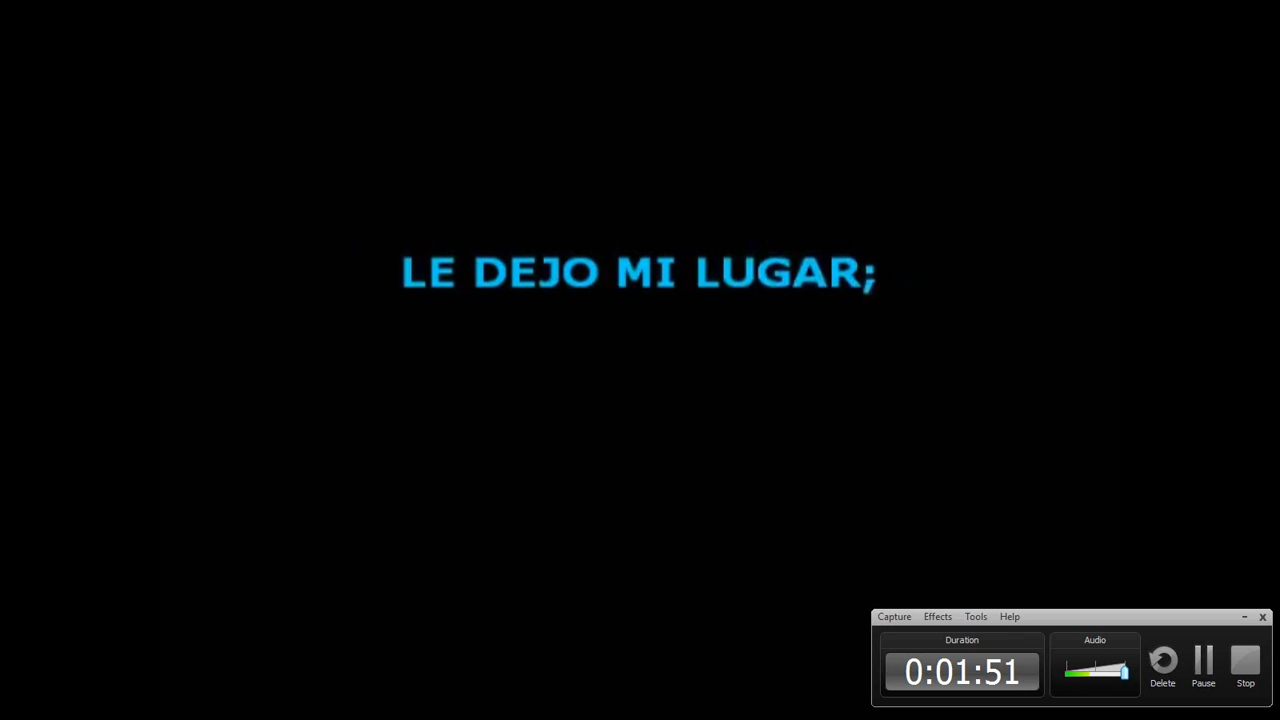 LE DEJO MI LUGAR;
Capture Effects Tools Help
Duration Audio
0:01:51
Delete Pause Stop